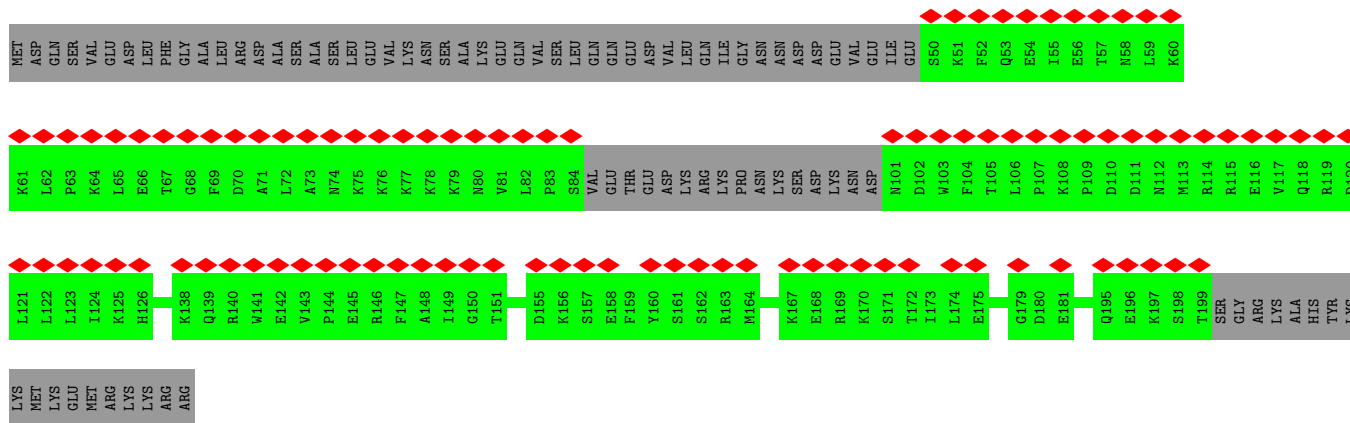 MET ASP GLN SER VAL GLU ASP LEU PHE GLY ALA LEU ARG ASP ALA SER ALA SER LEU GLU VAL LYS ASN SER ALA LYS GLU GLN VAL SER LEU GLN GLN GLU ASP VAL LEU GLN ILE GLY ASN ASN ASP ASP GLU VAL GLU ILE GLU S50 K51 F52 Q53 E54 I55 E56 T57 N58 L59 K60
K61 L62 P63 K64 L65 E66 T67 G68 F69 D70 A71 L72 A73 N74 K75 K76 K77 K78 K79 N80 V81 L82 P83 S84 VAL GLU THR GLU ASP LYS ARG LYS PRO ASN LYS SER ASP LYS ASN ASP N101 D102 W103 F104 T105 L106 P107 K108 P109 D110 D111 N112 M113 R114 R115 E116 V117 Q118 R119
L121 L122 L123 I124 K125 H126 K138 Q139 R140 W141 E142 V143 P144 E145 R146 F147 A148 I149 G150 T151 D155 K156 S157 E158 F159 Y160 S161 S162 R163 M164 K167 E168 R169 K170 S171 T172 I173 L174 E175 G179 D180 E181 Q195 E196 K197 S198 T199 SER GLY ARG LYS ALA HIS TYR
LYS MET LYS GLU MET ARG LYS LYS ARG ARG